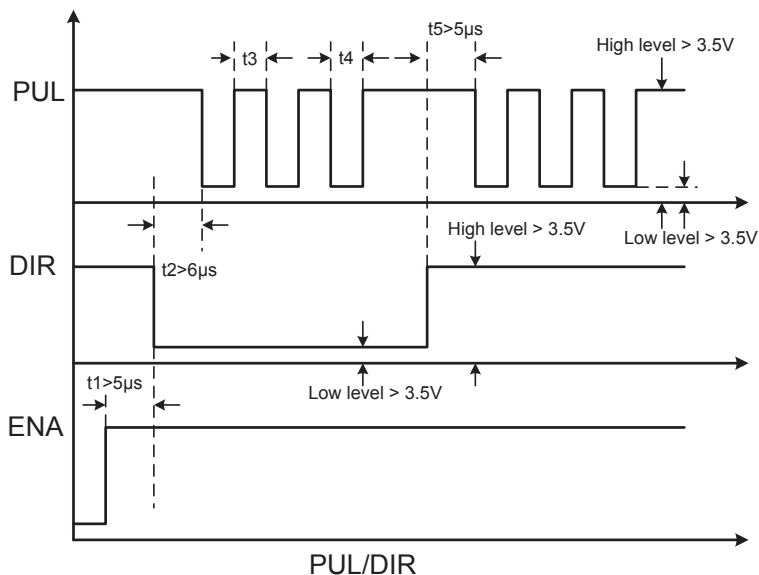 t5>5μs
High level > 3.5V
t3
t4
PUL
High level > 3.5V
Low level > 3.5V
DIR
t2>6μs
t1>5μs
Low level > 3.5V
ENA
PUL/DIR